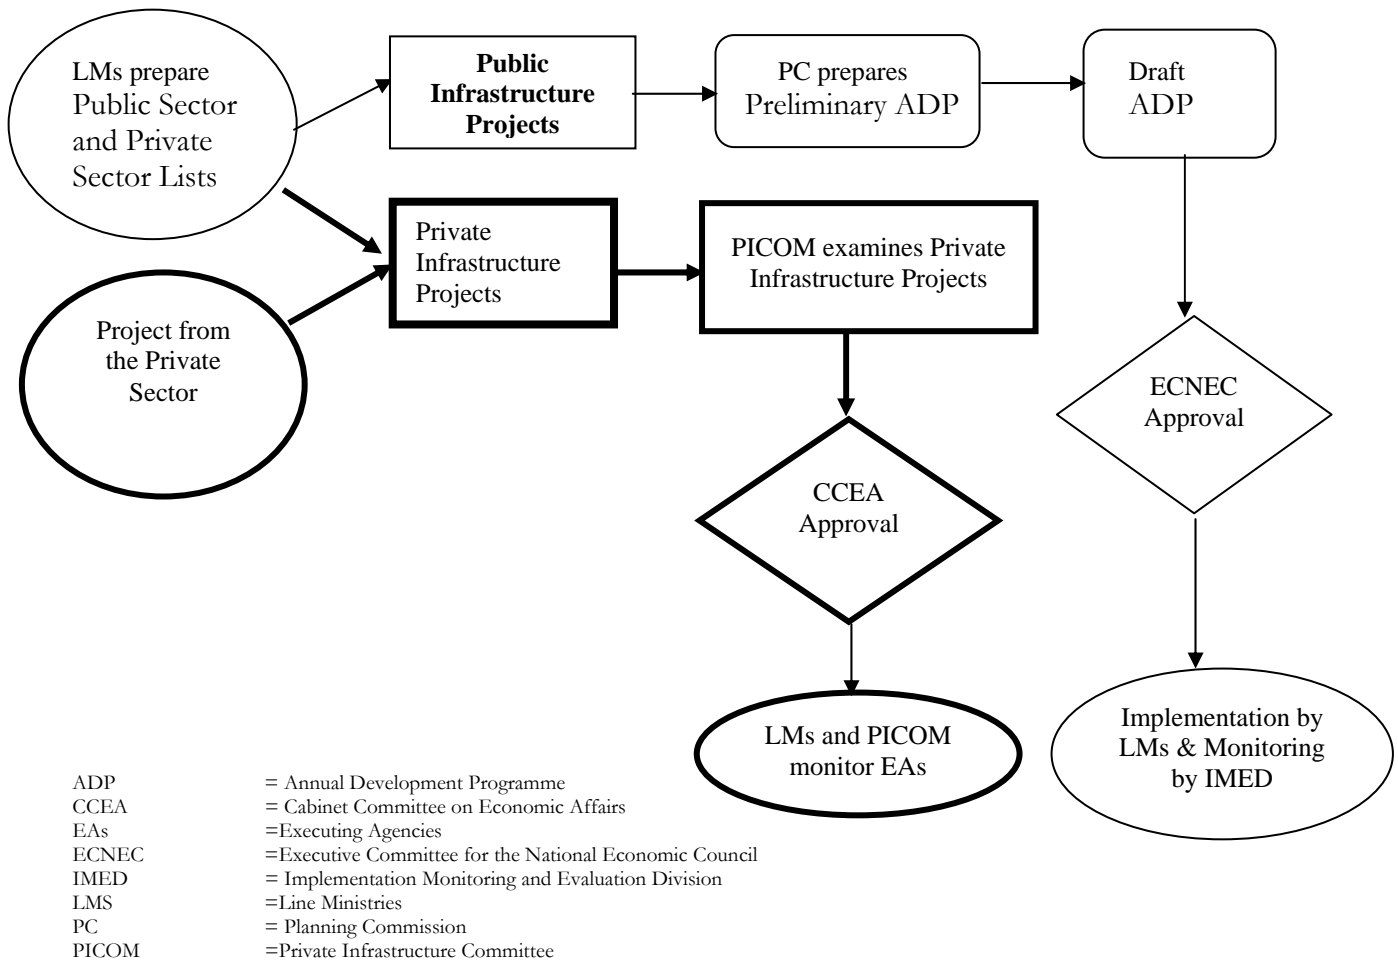 LMs prepare
Public Sector
and Private
Sector Lists
Public
Infrastructure
Projects
PC prepares
Preliminary ADP
Draft
ADP
Private
Infrastructure
Projects
PICOM examines Private
Infrastructure Projects
Project from
the Private
Sector
ECNEC
Approval
CCEA
Approval
LMs and PICOM
monitor EAs
Implementation by
LMs & Monitoring
by IMED
ADP = Annual Development Programme
CCEA = Cabinet Committee on Economic Affairs
EAs =Executing Agencies
ECNEC =Executive Committee for the National Economic Council
IMED = Implementation Monitoring and Evaluation Division
LMS =Line Ministries
PC = Planning Commission
PICOM =Private Infrastructure Committee